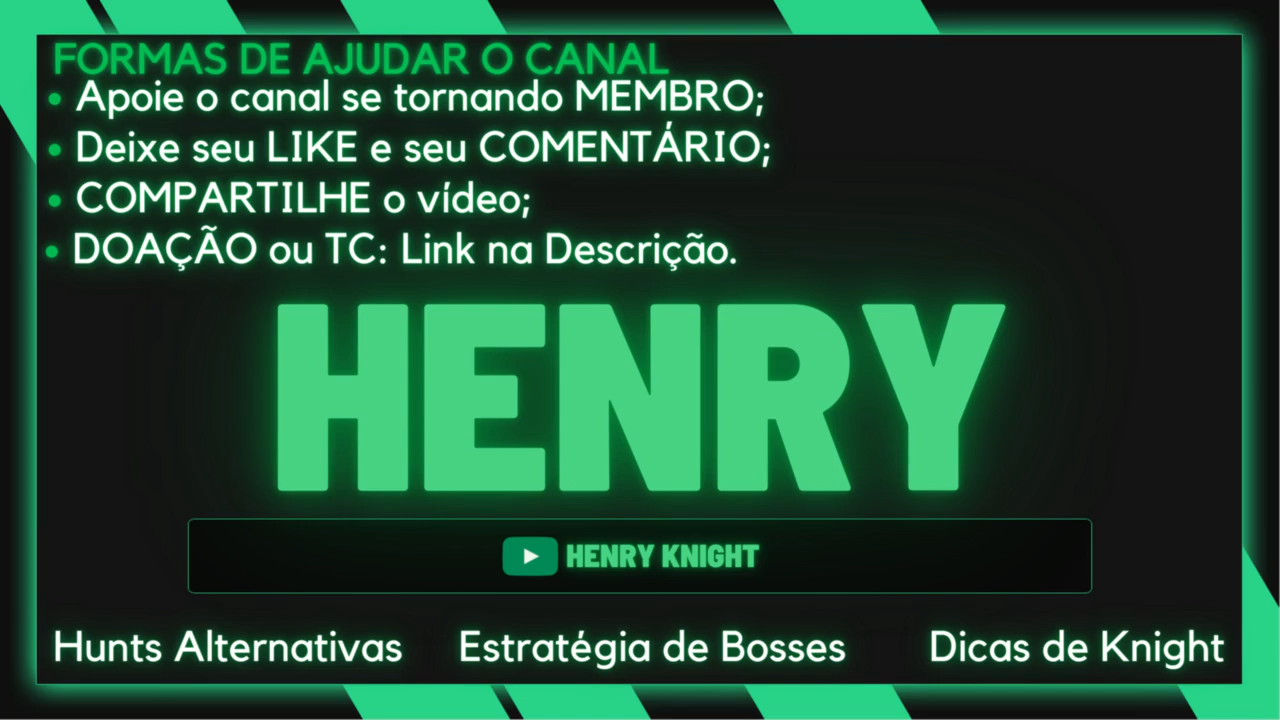 FORMAS DE AJUDAR O CANAL
• Apoie o canal se tornando MEMBRO;
• Deixe seu LIKE e seu COMENTÁRIO;
• COMPARTILHE o vídeo;
• DOAÇÃO ou TC: Link na Descrição.
HENRY
HENRY KNIGHT
Hunts Alternativas Estratégia de Bosses Dicas de Knight